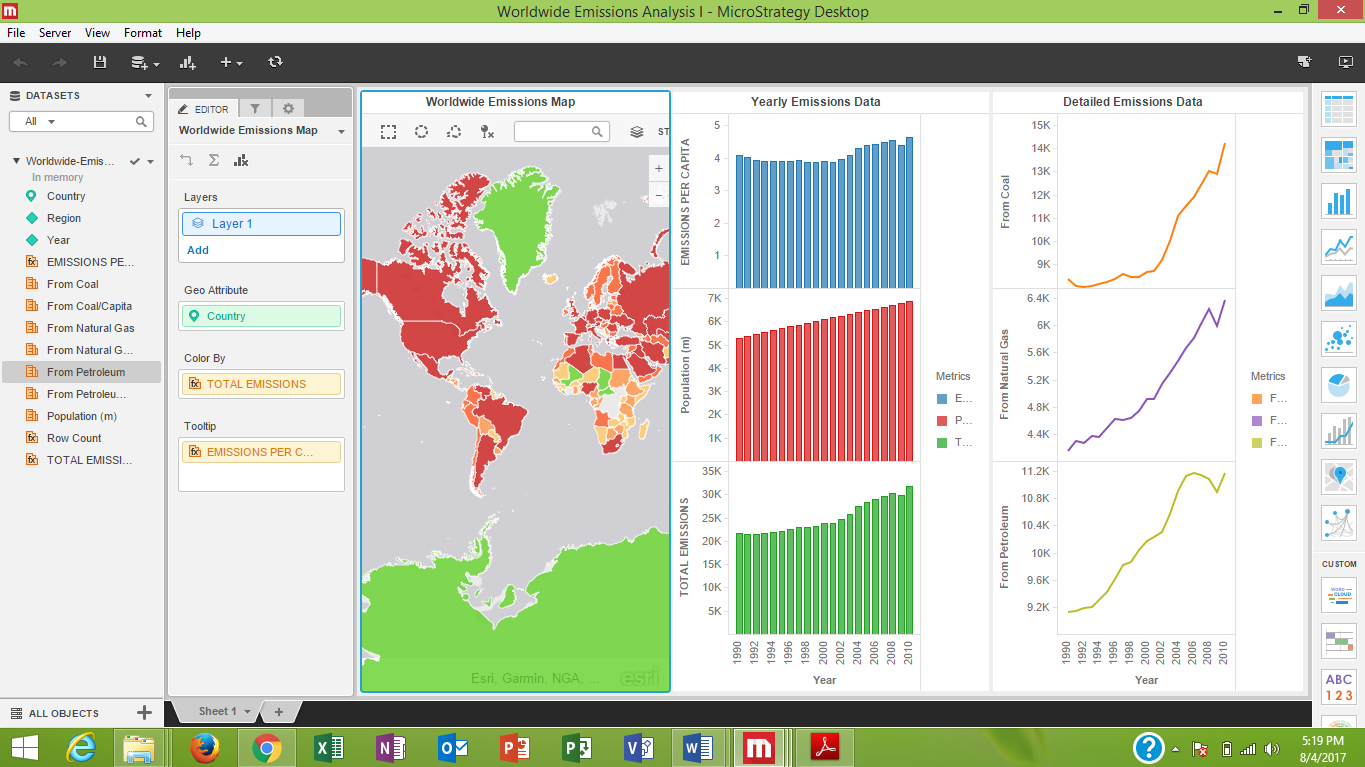 Worldwide Emissions Analysis I - MicroStrategy Desktop
File Server View Format Help
DATASETS
All
Worldwide-Emis...
In memory
Country
Region
Year
EMISSIONS PE...
From Coal
From Coal/Capita
From Natural Gas
From Natural G...
From Petroleum
From Petroleu...
Population (m)
Row Count
TOTAL EMISSI...
ALL OBJECTS
EDITOR
Worldwide Emissions Map
Layers
Layer 1
Add
Geo Attribute
Country
Color By
TOTAL EMISSIONS
Tooltip
EMISSIONS PER C...
Worldwide Emissions Map
ST
+
−
Esri, Garmin, NGA, ...
esri
Yearly Emissions Data
EMISSIONS PER CAPITA
5
4
3
2
1
Population (m)
7K
6K
5K
4K
3K
2K
1K
TOTAL EMISSIONS
35K
30K
25K
20K
15K
10K
5K
1990 1992 1994 1996 1998 2000 2002 2004 2006 2008 2010
Year
Metrics
E...
P...
T...
Detailed Emissions Data
From Coal
15K
14K
13K
12K
11K
10K
9K
From Natural Gas
6.4K
6K
5.6K
5.2K
4.8K
4.4K
From Petroleum
11.2K
10.8K
10.4K
10K
9.6K
9.2K
1990 1992 1994 1996 1998 2000 2002 2004 2006 2008 2010
Year
Metrics
F...
F...
F...
CUSTOM
WORD
CLOUD
ABC
123
Sheet 1
+
5:19 PM
8/4/2017